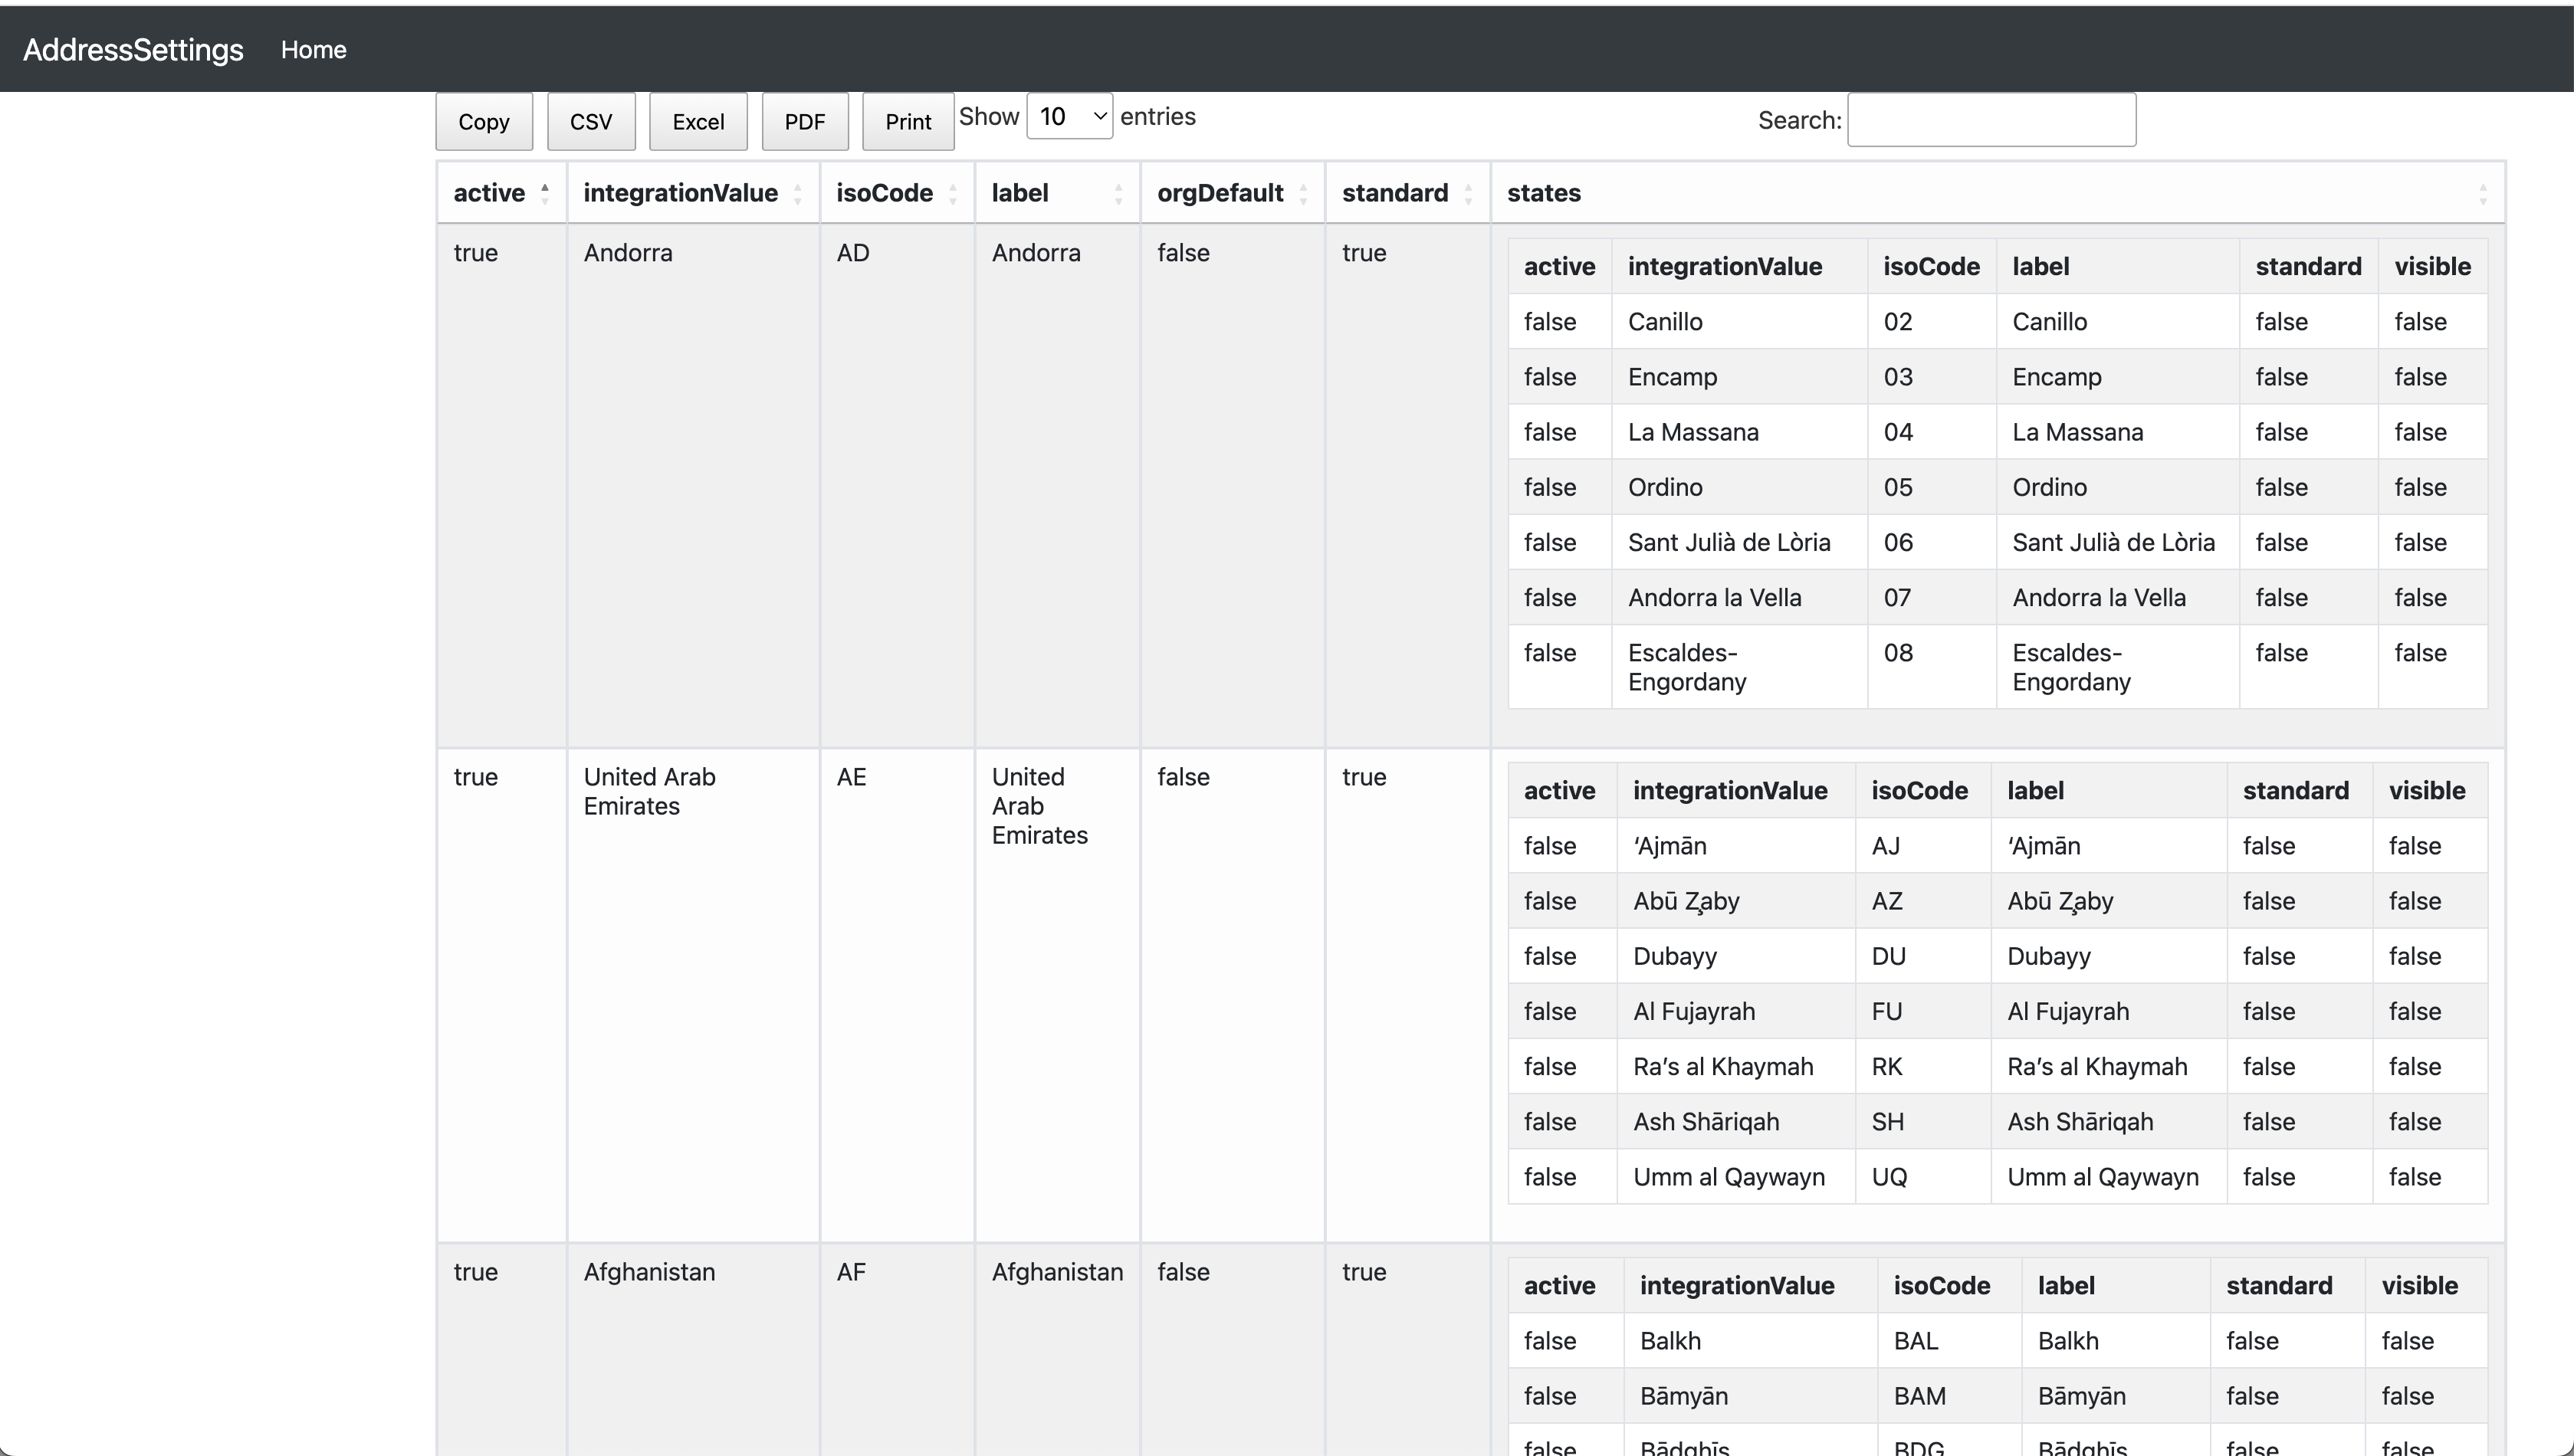 AddressSettings Home
Copy CSV Excel PDF Print Show 10 entries Search:
active integrationValue isoCode label orgDefault standard states
true Andorra AD Andorra false true
active integrationValue isoCode label standard visible
false Canillo 02 Canillo false false
false Encamp 03 Encamp false false
false La Massana 04 La Massana false false
false Ordino 05 Ordino false false
false Sant Julià de Lòria 06 Sant Julià de Lòria false false
false Andorra la Vella 07 Andorra la Vella false false
false Escaldes- 08 Escaldes- false false
Engordany Engordany
true United Arab AE United false true
Emirates Arab
Emirates
active integrationValue isoCode label standard visible
false ‘Ajmān AJ ‘Ajmān false false
false Abū Z̧aby AZ Abū Z̧aby false false
false Dubayy DU Dubayy false false
false Al Fujayrah FU Al Fujayrah false false
false Ra’s al Khaymah RK Ra’s al Khaymah false false
false Ash Shāriqah SH Ash Shāriqah false false
false Umm al Qaywayn UQ Umm al Qaywayn false false
true Afghanistan AF Afghanistan false true
active integrationValue isoCode label standard visible
false Balkh BAL Balkh false false
false Bāmyān BAM Bāmyān false false
false Bādghīs BDG Bādghīs false false